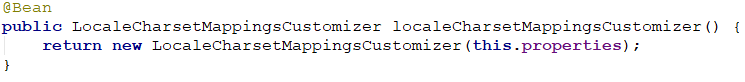 @Bean
public LocaleCharsetMappingsCustomizer localeCharsetMappingsCustomizer() {
    return new LocaleCharsetMappingsCustomizer(this.properties);
}